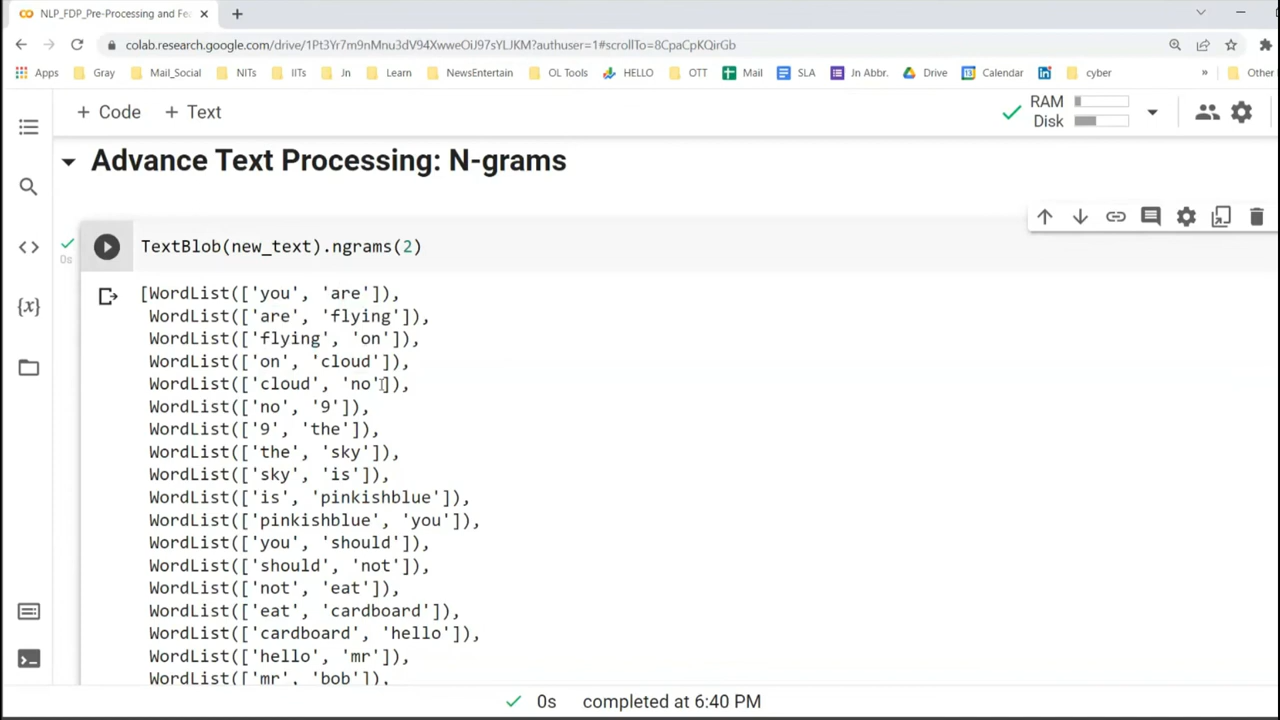 NLP_FDP_Pre-Processing and Fea
colab.research.google.com/drive/1Pt3Yr7m9nMnu3dV94XwweOiJ97sYLJKM?authuser=1#scrollTo=8CpaCpKQirGb
Apps Gray Mail_Social NITs IITs Jn Learn NewsEntertain OL Tools HELLO OTT Mail SLA Jn Abbr. Drive Calendar cyber » Other
+ Code + Text
RAM
Disk
Advance Text Processing: N-grams
TextBlob(new_text).ngrams(2)
0s
[WordList(['you', 'are']),
WordList(['are', 'flying']),
WordList(['flying', 'on']),
WordList(['on', 'cloud']),
WordList(['cloud', 'no']),
WordList(['no', '9']),
WordList(['9', 'the']),
WordList(['the', 'sky']),
WordList(['sky', 'is']),
WordList(['is', 'pinkishblue']),
WordList(['pinkishblue', 'you']),
WordList(['you', 'should']),
WordList(['should', 'not']),
WordList(['not', 'eat']),
WordList(['eat', 'cardboard']),
WordList(['cardboard', 'hello']),
WordList(['hello', 'mr']),
WordList(['mr', 'bob']),
0s completed at 6:40 PM